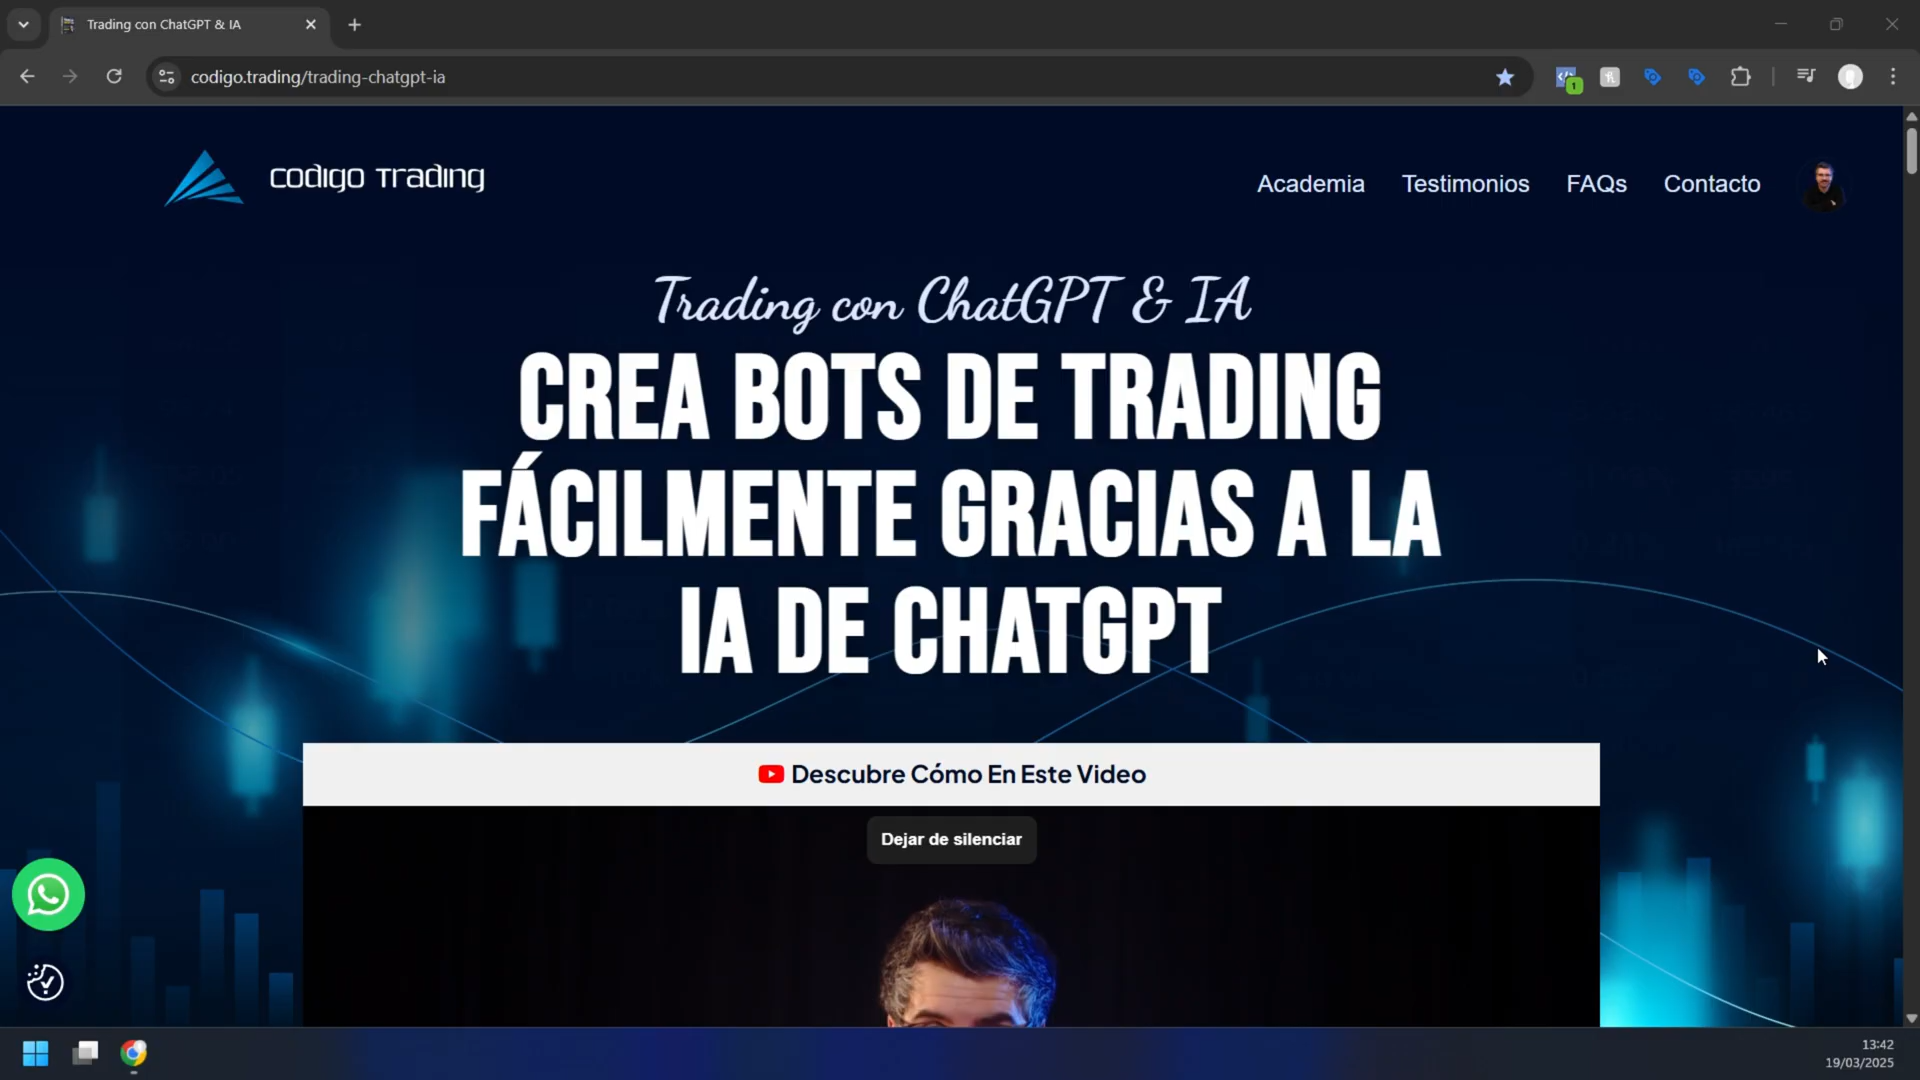 Trading con ChatGPT & IA
codigo.trading/trading-chatgpt-ia
1
codigo trading
Academia
Testimonios
FAQs
Contacto
Trading con ChatGPT & IA
CREA BOTS DE TRADING
FÁCILMENTE GRACIAS A LA
IA DE CHATGPT
Descubre Cómo En Este Video
Dejar de silenciar
13:42
19/03/2025